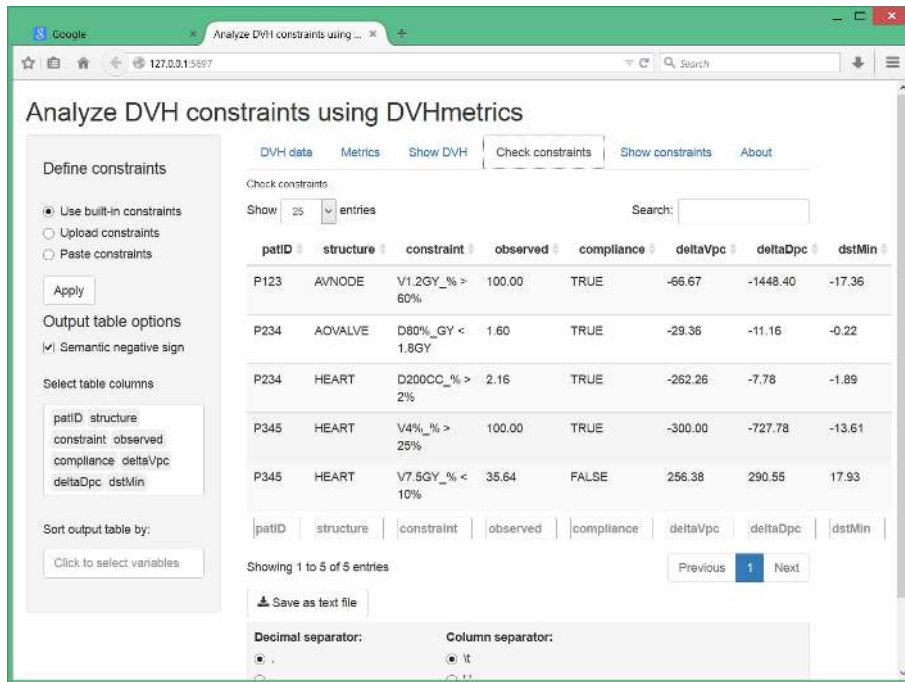 Google
Analyze DVH constraints using ...
127.0.0.1:5697
Search
Analyze DVH constraints using DVHmetrics
Define constraints
Use built-in constraints
Upload constraints
Paste constraints
Apply
Output table options
Semantic negative sign
Select table columns
patID structure
constraint observed
compliance deltaVpc
deltaDpc dstMin
Sort output table by:
Click to select variables
DVH data Metrics Show DVH Check constraints Show constraints About
Check constraints
Show 25 entries Search:
patID structure constraint observed compliance deltaVpc deltaDpc dstMin
P123 AVNODE V1.2GY_% > 100.00 TRUE -66.67 -1448.40 -17.36
60%
P234 AOVALVE D80%_GY < 1.60 TRUE -29.36 -11.16 -0.22
1.8GY
P234 HEART D200CC_% > 2.16 TRUE -262.26 -7.78 -1.89
2%
P345 HEART V4%_% > 100.00 TRUE -300.00 -727.78 -13.61
25%
P345 HEART V7.5GY_% < 35.64 FALSE 256.38 290.55 17.93
10%
patID structure constraint observed compliance deltaVpc deltaDpc dstMin
Showing 1 to 5 of 5 entries Previous 1 Next
Save as text file
Decimal separator: Column separator:
. \t